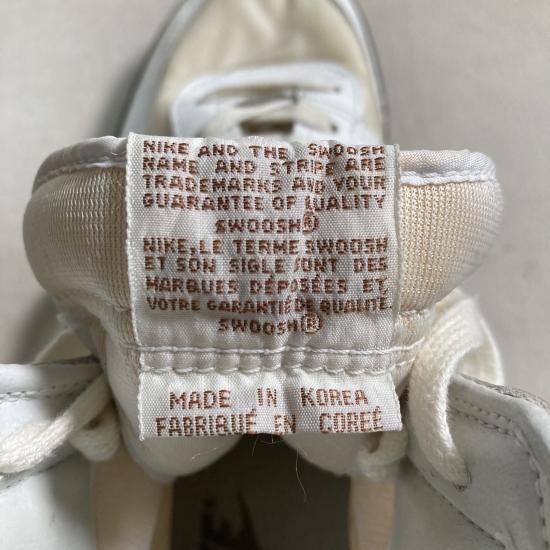 NIKE AND THE SWOOSH
NAME AND STRIPE ARE
TRADEMARKS AND YOUR
GUARANTEE OF QUALITY
SWOOSH®
NIKE, LE TERME SWOOSH
ET SON SIGLE SONT DES
MARQUES DÉPOSÉES ET
VOTRE GARANTIE DE QUALITÉ
SWOOSH®
MADE IN KOREA
FABRIQUÉ EN CORÉE